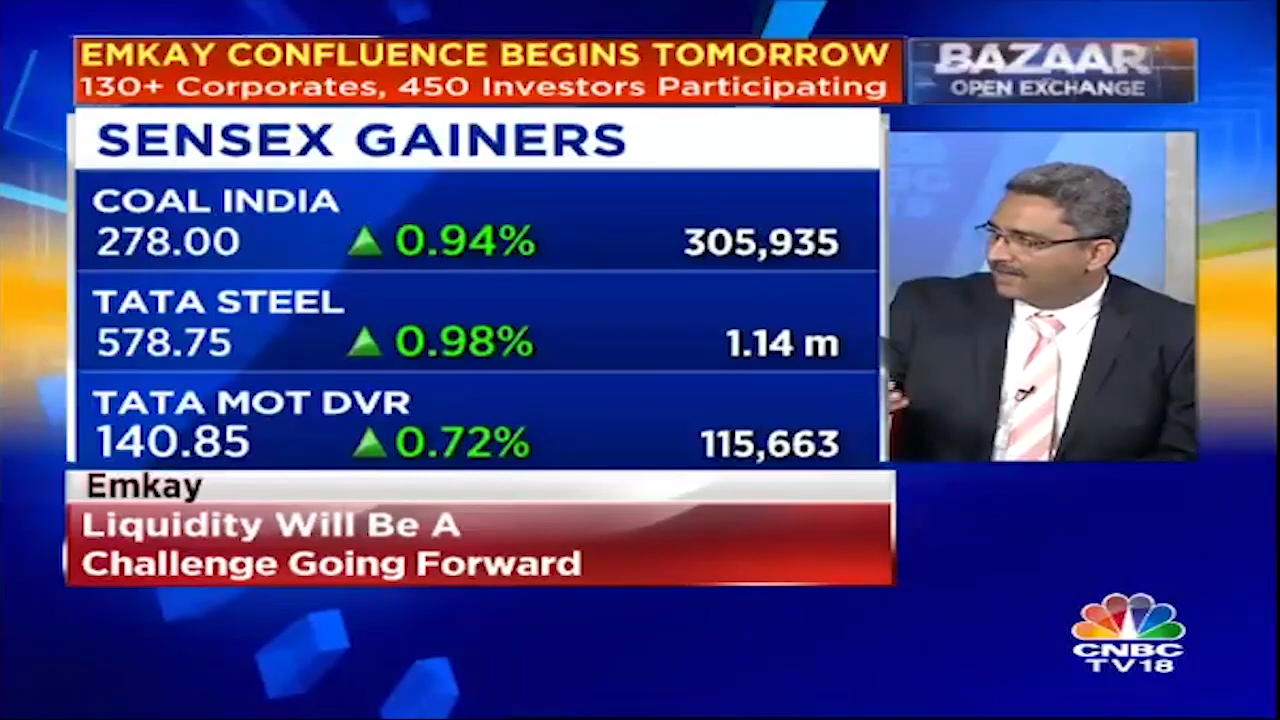 EMKAY CONFLUENCE BEGINS TOMORROW
130+ Corporates, 450 Investors Participating
BAZAAR
OPEN EXCHANGE
SENSEX GAINERS
COAL INDIA
278.00 ▲ 0.94% 305,935
TATA STEEL
578.75 ▲ 0.98% 1.14 m
TATA MOT DVR
140.85 ▲ 0.72% 115,663
Emkay
Liquidity Will Be A
Challenge Going Forward
CNBC
TV18